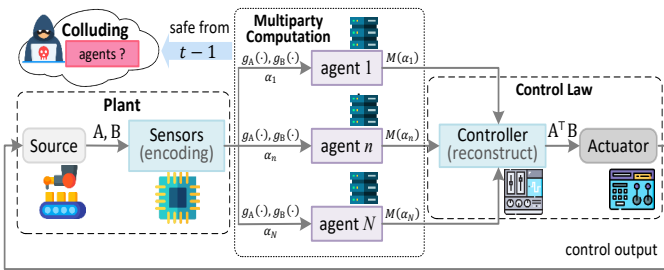 Colluding
agents ?
safe from
t − 1
Multiparty
Computation
g_A(·), g_B(·)
α_1
agent 1
M(α_1)
Plant
Source
A, B
Sensors
(encoding)
g_A(·), g_B(·)
α_n
agent n
M(α_n)
Control Law
Controller
(reconstruct)
A^⊤B
Actuator
g_A(·), g_B(·)
α_N
agent N
M(α_N)
control output